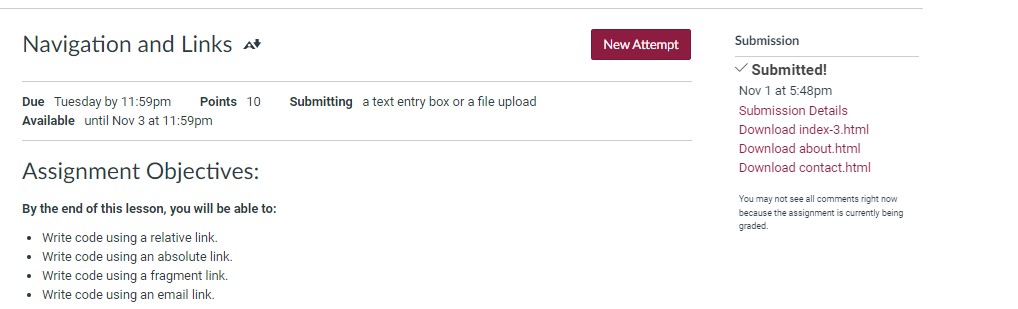 Navigation and Links
New Attempt
Due Tuesday by 11:59pm Points 10 Submitting a text entry box or a file upload
Available until Nov 3 at 11:59pm
Assignment Objectives:
By the end of this lesson, you will be able to:
• Write code using a relative link.
• Write code using an absolute link.
• Write code using a fragment link.
• Write code using an email link.
Submission
✓ Submitted!
Nov 1 at 5:48pm
Submission Details
Download index-3.html
Download about.html
Download contact.html
You may not see all comments right now
because the assignment is currently being
graded.